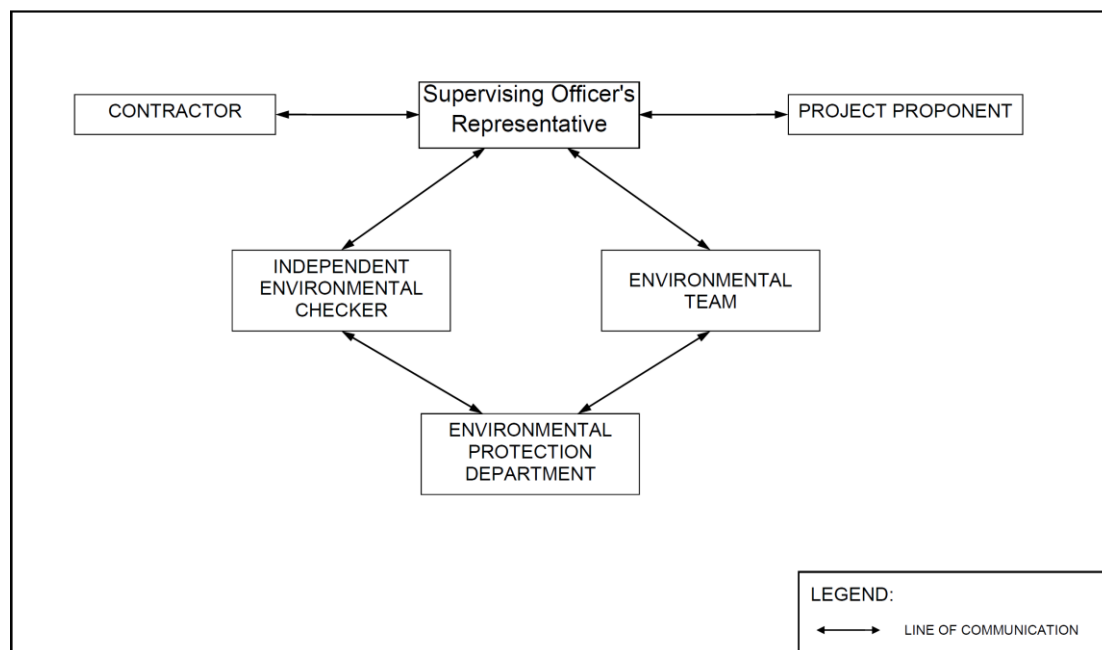 CONTRACTOR
Supervising Officer's
Representative
PROJECT PROPONENT
INDEPENDENT
ENVIRONMENTAL
CHECKER
ENVIRONMENTAL
TEAM
ENVIRONMENTAL
PROTECTION
DEPARTMENT
LEGEND:
LINE OF COMMUNICATION